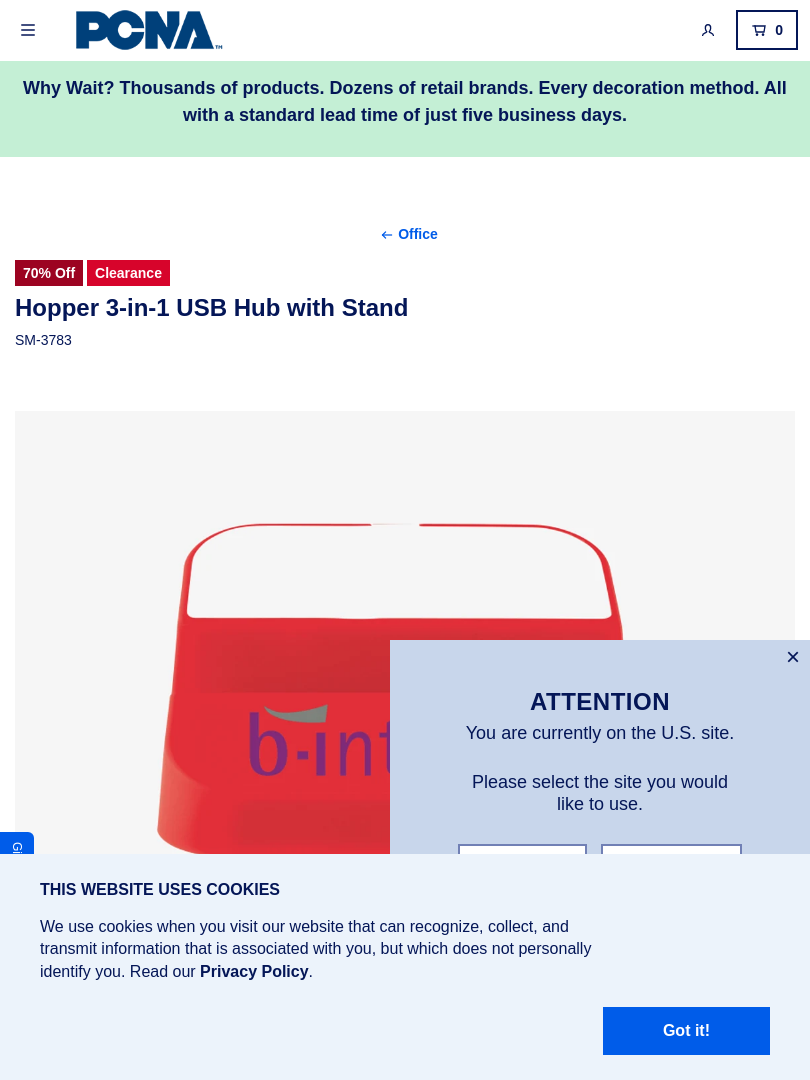 PCNA™
0
Why Wait? Thousands of products. Dozens of retail brands. Every decoration method. All
with a standard lead time of just five business days.
← Office
70% Off Clearance
Hopper 3-in-1 USB Hub with Stand
SM-3783
ATTENTION
You are currently on the U.S. site.
Please select the site you would
like to use.
THIS WEBSITE USES COOKIES
We use cookies when you visit our website that can recognize, collect, and
transmit information that is associated with you, but which does not personally
identify you. Read our Privacy Policy.
Got it!